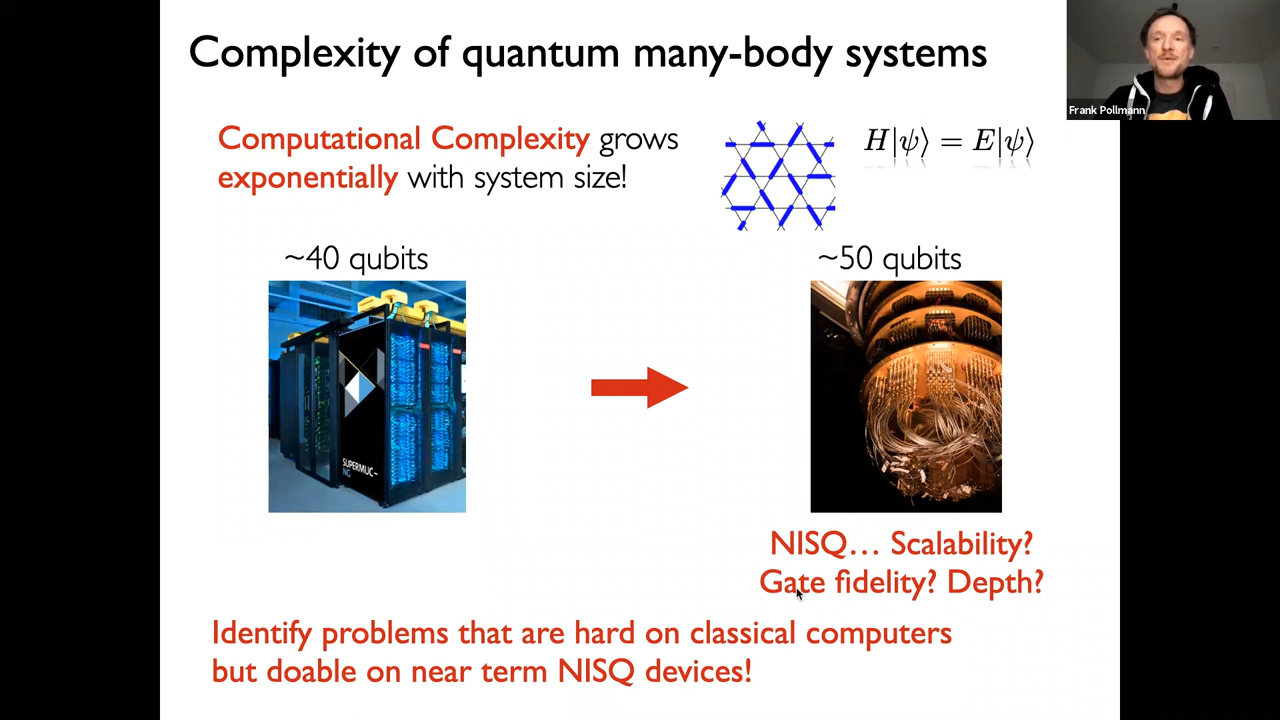 Complexity of quantum many-body systems
Frank Pollmann
Computational Complexity grows
exponentially with system size!
H|ψ⟩ = E|ψ⟩
~40 qubits
~50 qubits
SUPERMUC-
NG
NISQ… Scalability?
Gate fidelity? Depth?
Identify problems that are hard on classical computers
but doable on near term NISQ devices!